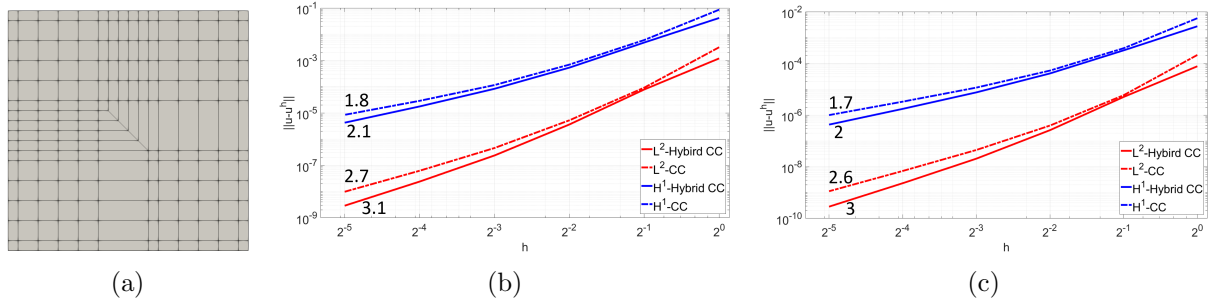 10^-1
10^-3
10^-5
10^-7
10^-9
||u-u^h||
1.8
2.1
2.7
3.1
L^2-Hybird CC
L^2-CC
H^1-Hybrid CC
H^1-CC
2^-5 2^-4 2^-3 2^-2 2^-1 2^0
h
10^-2
10^-4
10^-6
10^-8
10^-10
||u-u^h||
1.7
2
2.6
3
L^2-Hybird CC
L^2-CC
H^1-Hybrid CC
H^1-CC
2^-5 2^-4 2^-3 2^-2 2^-1 2^0
h
(a) (b) (c)